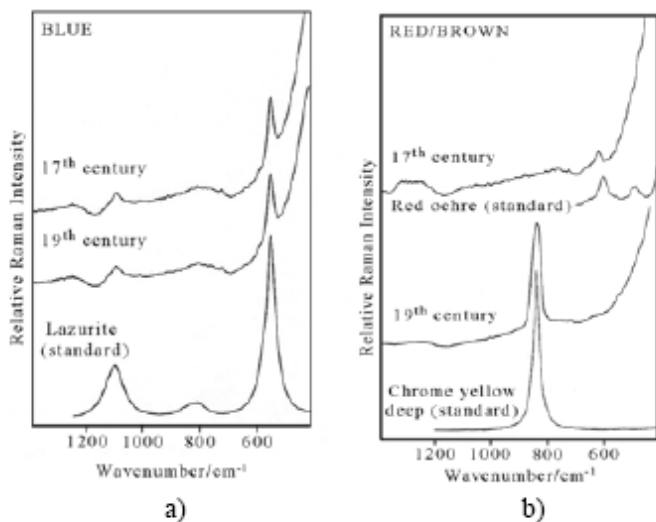 BLUE
17th century
19th century
Lazurite
(standard)
Relative Raman Intensity
1200 1000 800 600
Wavenumber/cm-1
a)
RED/BROWN
17th century
Red ochre (standard)
19th century
Chrome yellow
deep (standard)
Relative Raman Intensity
1200 1000 800 600
Wavenumber/cm-1
b)